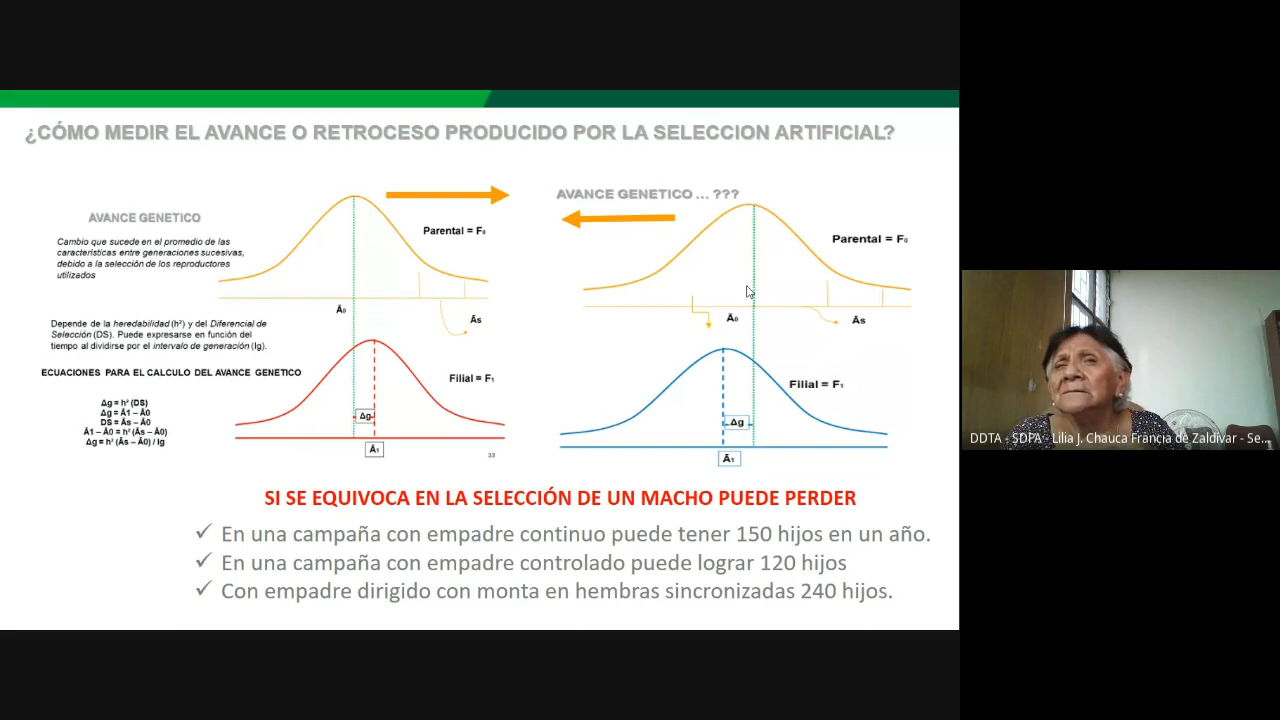 ¿CÓMO MEDIR EL AVANCE O RETROCESO PRODUCIDO POR LA SELECCION ARTIFICIAL?
AVANCE GENETICO
Cambio que sucede en el promedio de las
características entre generaciones sucesivas,
debido a la selección de los reproductores
utilizados
Depende de la heredabilidad (h²) y del Diferencial de
Selección (DS). Puede expresarse en función del
tiempo al dividirse por el intervalo de generación (Ig).
ECUACIONES PARA EL CALCULO DEL AVANCE GENETICO
Δg = h² (DS)
Δg = Ā1 – Ā0
DS = Ās – Ā0
Ā1 – Ā0 = h² (Ās – Ā0)
Δg = h² (Ās – Ā0) / Ig
Parental = F₀
Ā₀
Ās
Filial = F₁
Δg
Ā₁
33
AVANCE GENETICO ... ???
Parental = F₀
Ā₀
Ās
Filial = F₁
Δg
Ā₁
SI SE EQUIVOCA EN LA SELECCIÓN DE UN MACHO PUEDE PERDER
✓ En una campaña con empadre continuo puede tener 150 hijos en un año.
✓ En una campaña con empadre controlado puede lograr 120 hijos
✓ Con empadre dirigido con monta en hembras sincronizadas 240 hijos.
DDTA - SDPA - Lilia J. Chauca Francia de Zaldivar - Se...